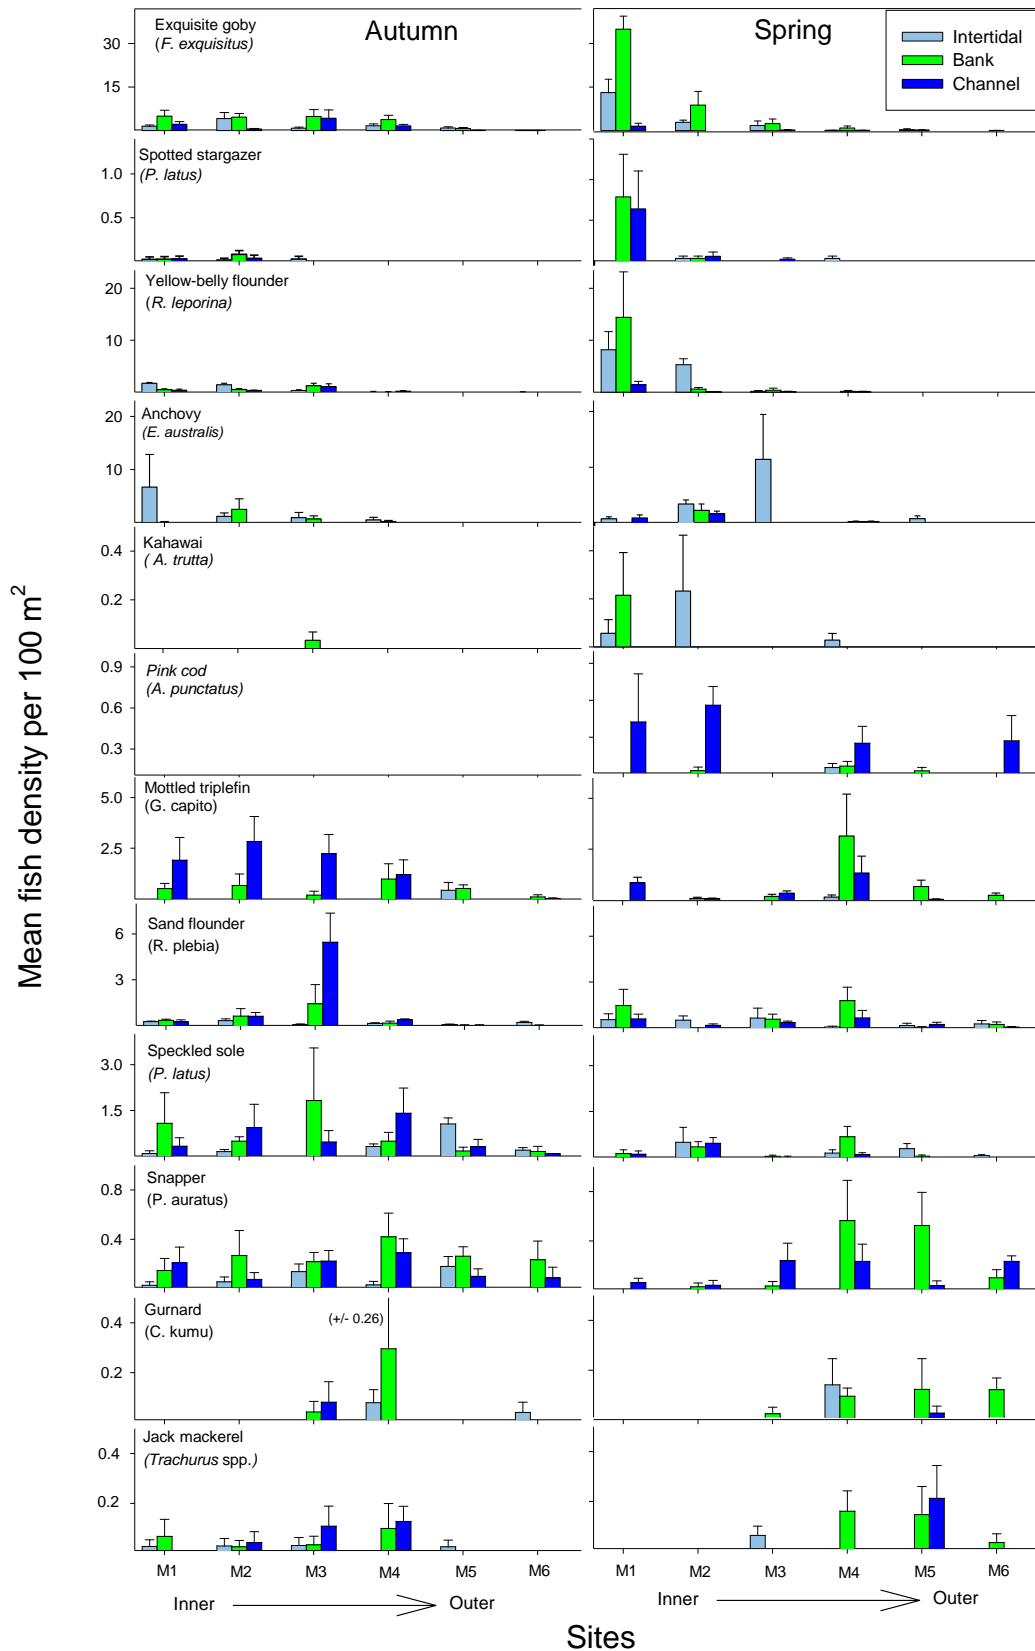 Autumn
Spring
Intertidal
Bank
Channel
Exquisite goby
(F. exquisitus)
30
15
Spotted stargazer
(P. latus)
1.0
0.5
Yellow-belly flounder
(R. leporina)
20
10
Anchovy
(E. australis)
20
10
Kahawai
( A. trutta)
0.4
0.2
Pink cod
(A. punctatus)
0.9
0.6
0.3
Mottled triplefin
(G. capito)
5.0
2.5
Sand flounder
(R. plebia)
6
3
Speckled sole
(P. latus)
3.0
1.5
Snapper
(P. auratus)
0.8
0.4
Gurnard
(C. kumu)
(+/- 0.26)
0.4
0.2
Jack mackerel
(Trachurus spp.)
0.4
0.2
Mean fish density per 100 m²
M1 M2 M3 M4 M5 M6
M1 M2 M3 M4 M5 M6
Inner Outer
Inner Outer
Sites